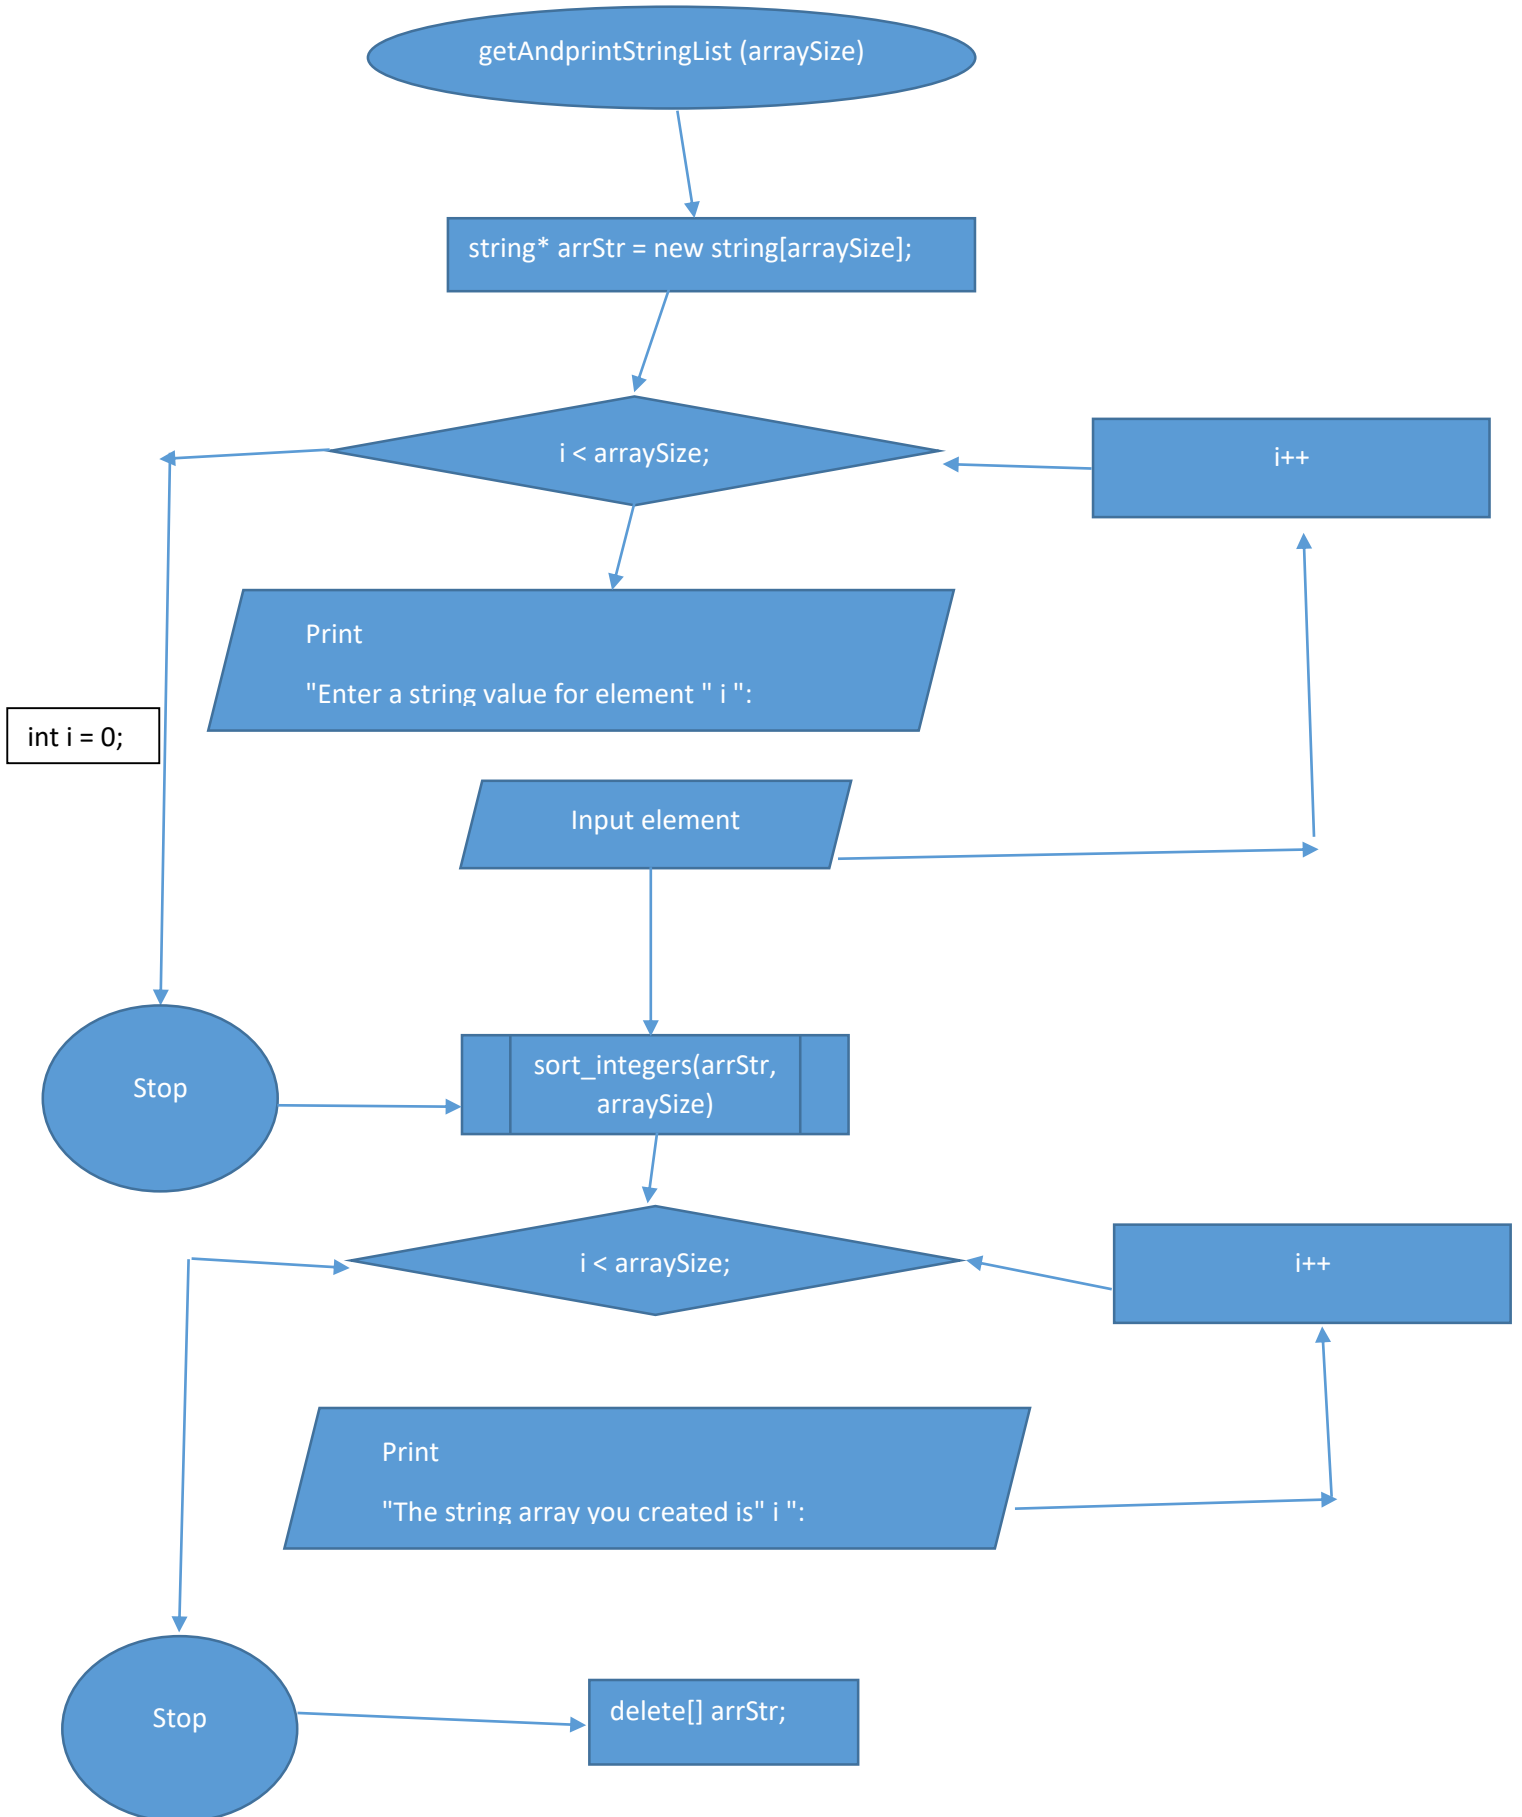 getAndprintStringList (arraySize)
string* arrStr = new string[arraySize];
i < arraySize;
i++
Print
"Enter a string value for element " i ":
int i = 0;
Input element
sort_integers(arrStr,
arraySize)
Stop
i < arraySize;
i++
Print
"The string array you created is" i ":
Stop
delete[] arrStr;